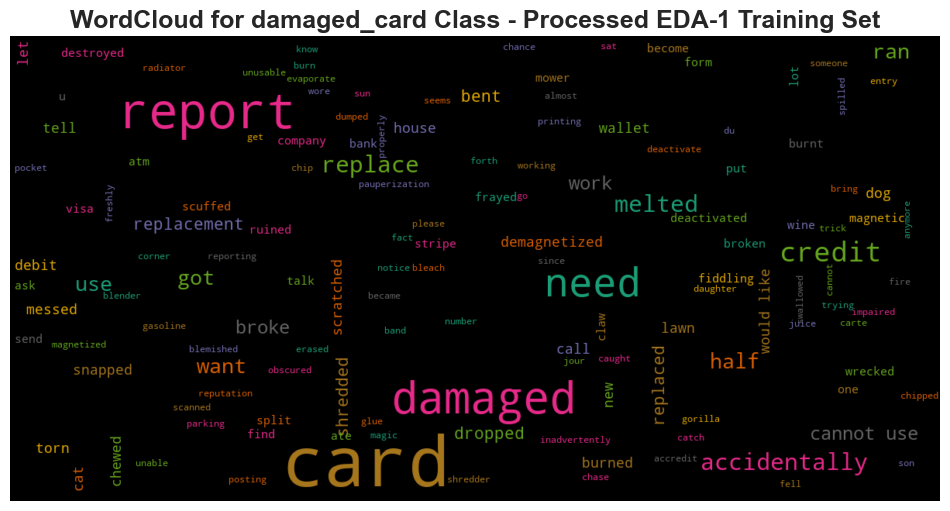 WordCloud for damaged_card Class - Processed EDA-1 Training Set
let
destroyed
know
chance
sat
become
ran
radiator
burn
unusable
evaporate
form
someone
lot
entry
u
wore
sun
seems
bent
almost
mower
spilled
report
dumped
tell
get
company
properly
house
bank
printing
wallet
du
burnt
deactivate
pocket
atm
chip
replace
forth
working
put
pauperization
work
freshly
frayed
go
melted
bring
dog
visa
scuffed
replacement
ruined
please
deactivated
magnetic
anymore
fact
stripe
demagnetized
broken
wine
trick
corner
reporting
since
credit
debit
ask
use
blender
got
talk
scratched
notice
bleach
need
fiddling
daughter
would like
swallowed
cannot
trying
fire
messed
became
send
magnetized
gasoline
broke
band
number
claw
lawn
juice
carte
impaired
blemished
erased
call
jour
caught
snapped
want
obscured
shredded
new
replaced
half
one
wrecked
reputation
damaged
chipped
scanned
parking
split
glue
gorilla
find
ate
magic
dropped
inadvertently
catch
cannot use
torn
chewed
cat
unable
posting
card
shredder
burned
chase
accredit
accidentally
son
fell